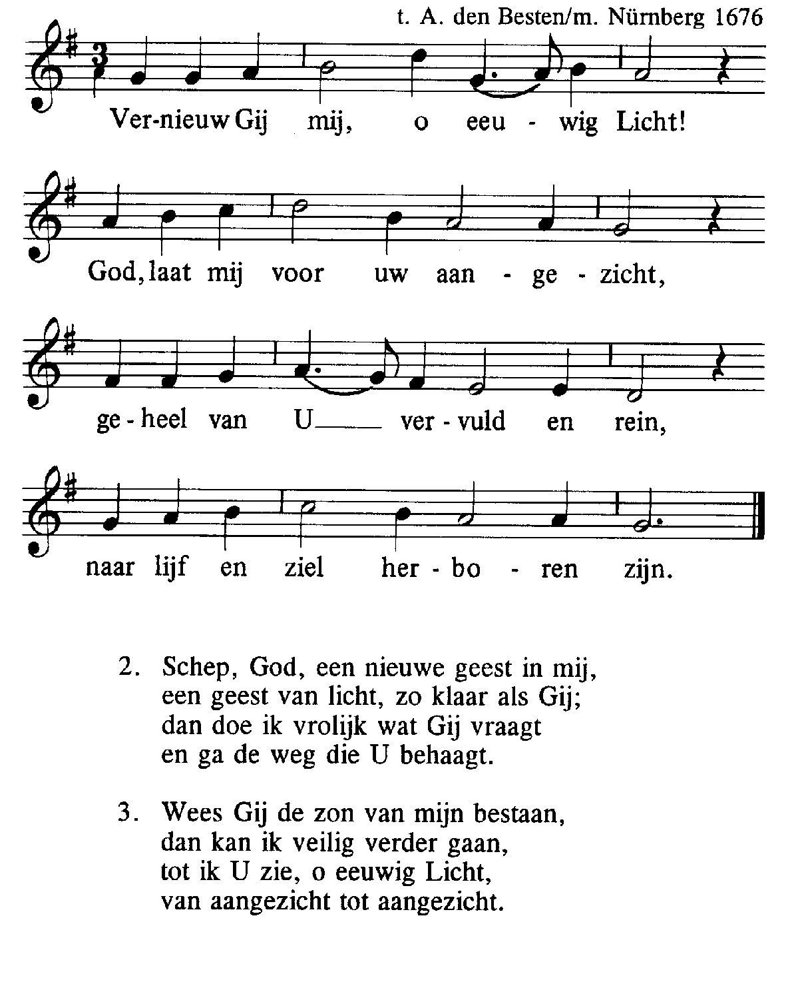 t. A. den Besten/m. Nürnberg 1676
3
Ver-nieuw Gij mij, o eeu - wig Licht!
God, laat mij voor uw aan - ge - zicht,
ge - heel van U____ ver - vuld en rein,
naar lijf en ziel her - bo - ren zijn.
2. Schep, God, een nieuwe geest in mij,
een geest van licht, zo klaar als Gij;
dan doe ik vrolijk wat Gij vraagt
en ga de weg die U behaagt.
3. Wees Gij de zon van mijn bestaan,
dan kan ik veilig verder gaan,
tot ik U zie, o eeuwig Licht,
van aangezicht tot aangezicht.